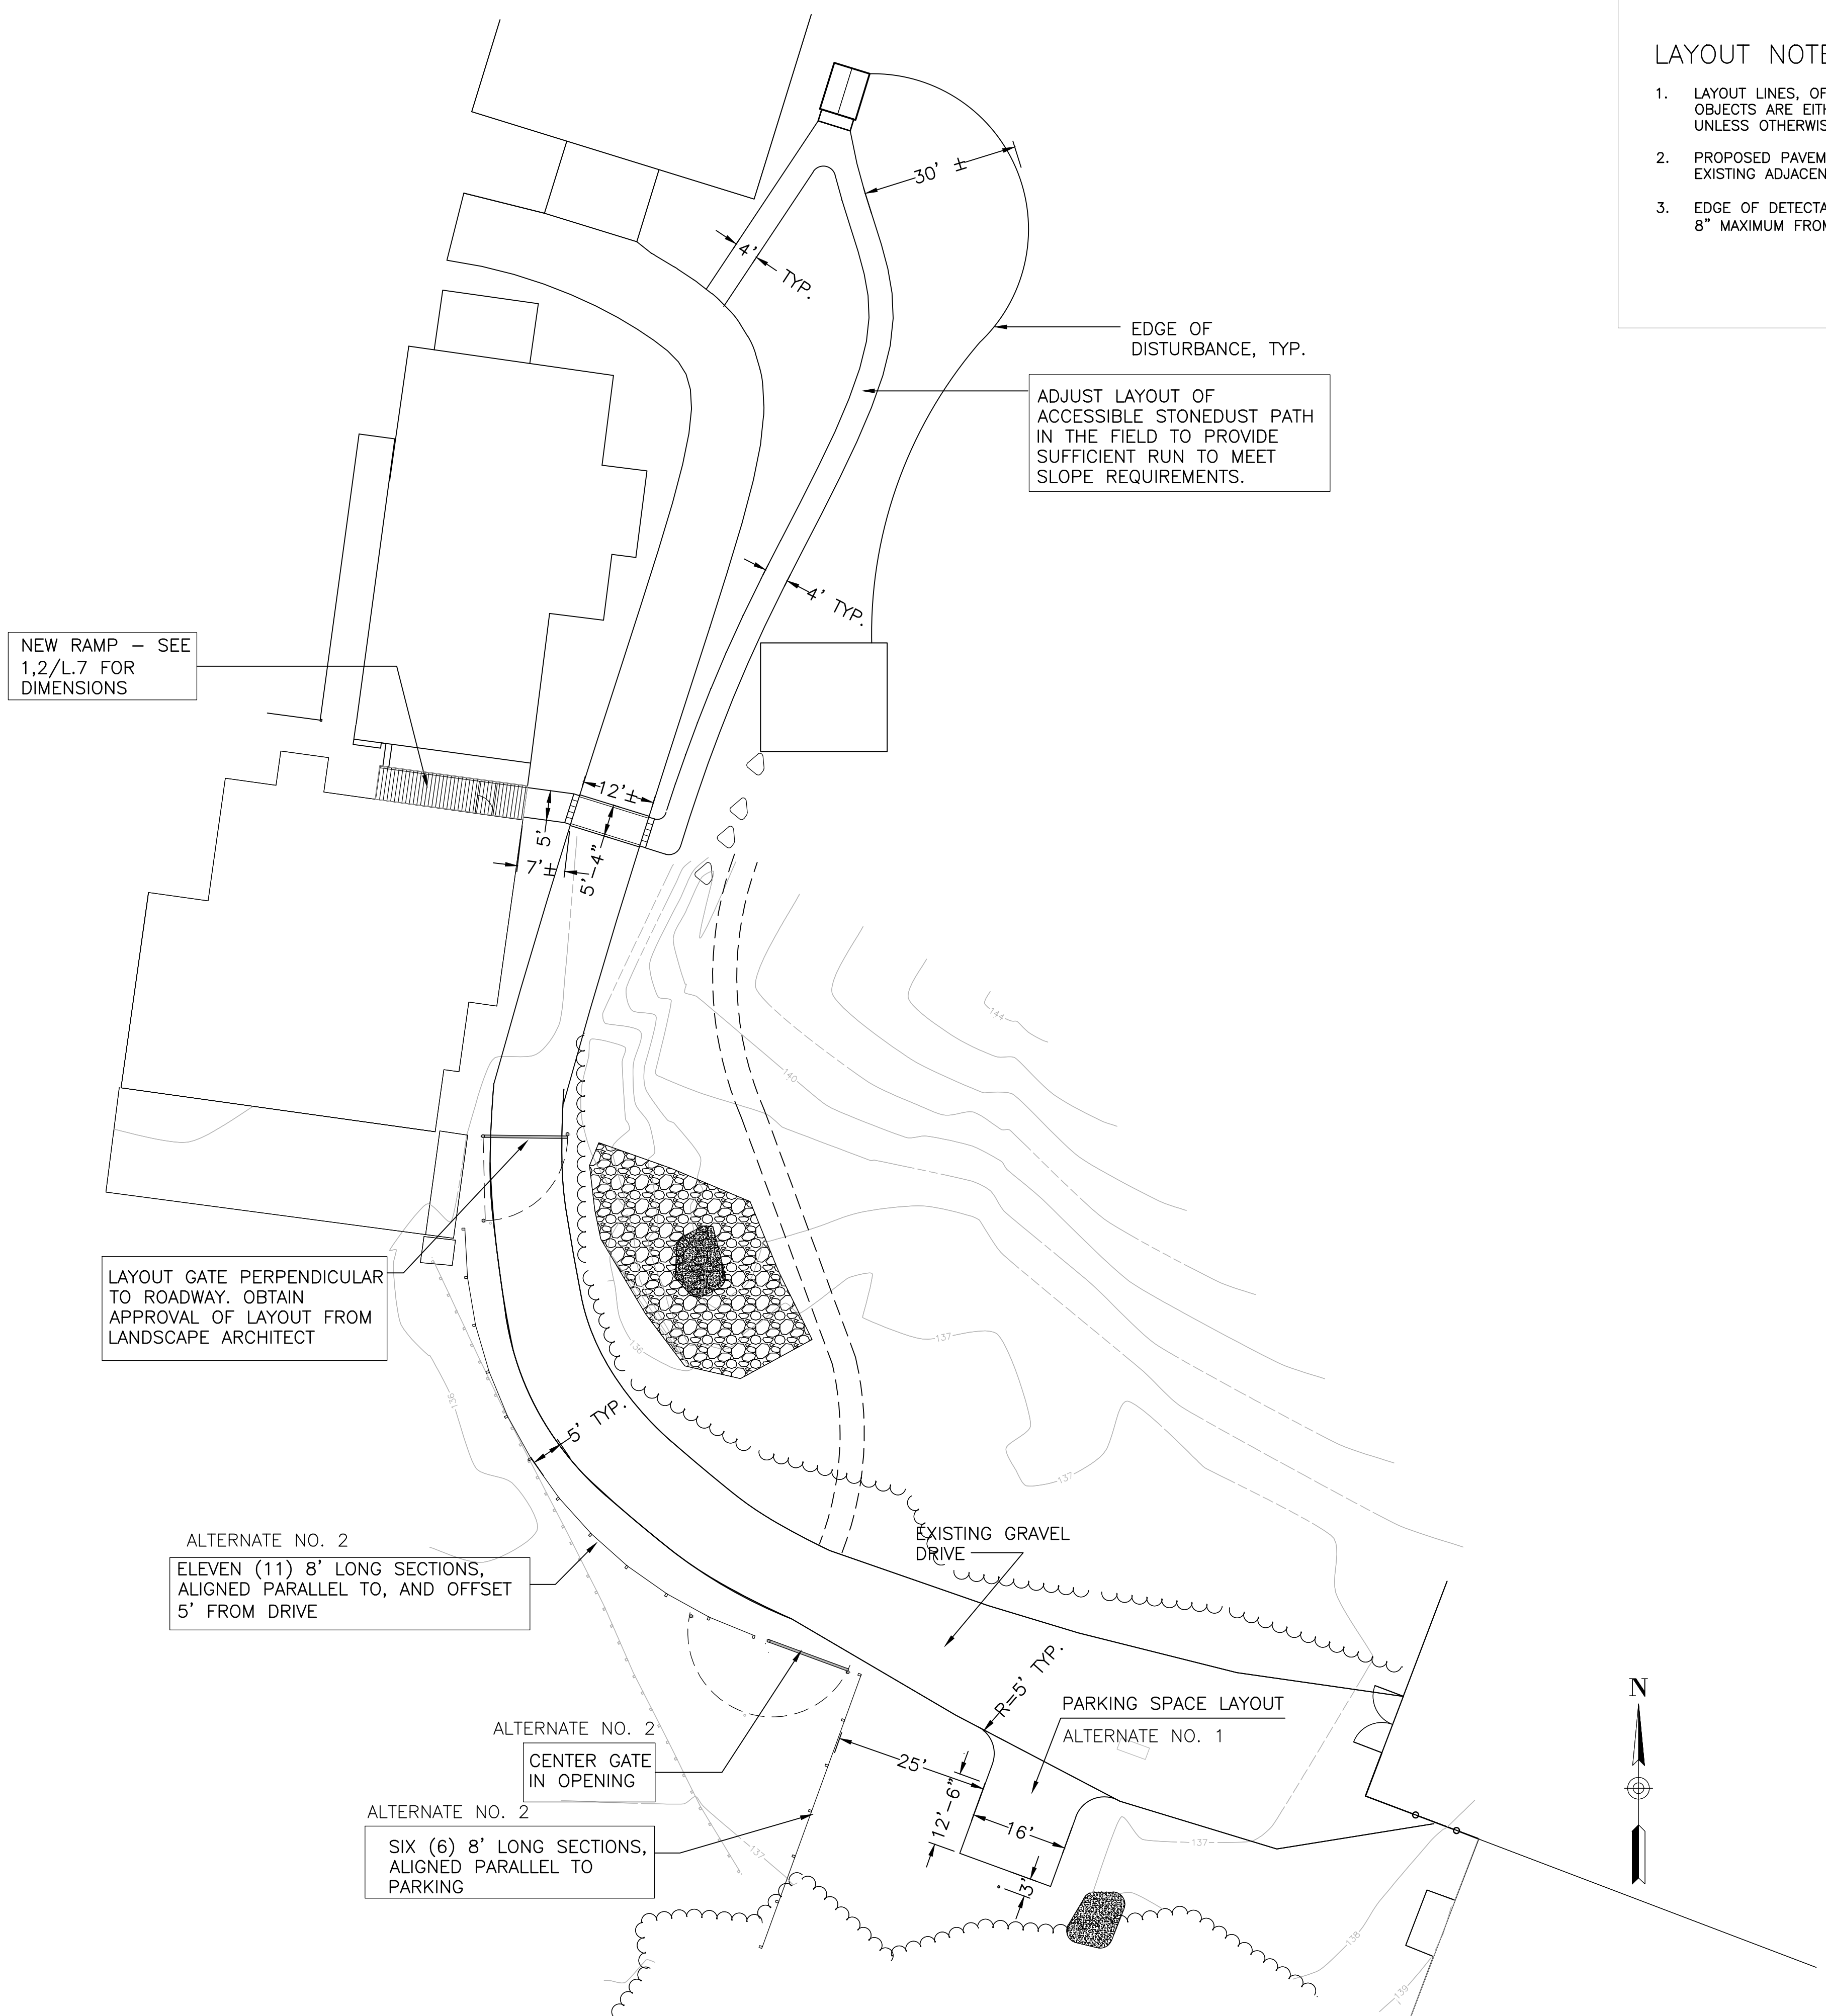 LAYOUT NOTE
1. LAYOUT LINES, OF
OBJECTS ARE EITH
UNLESS OTHERWIS
2. PROPOSED PAVEM
EXISTING ADJACEN
3. EDGE OF DETECTA
8" MAXIMUM FROM
30' ±
4' TYP.
EDGE OF
DISTURBANCE, TYP.
ADJUST LAYOUT OF
ACCESSIBLE STONEDUST PATH
IN THE FIELD TO PROVIDE
SUFFICIENT RUN TO MEET
SLOPE REQUIREMENTS.
4' TYP.
NEW RAMP – SEE
1,2/L.7 FOR
DIMENSIONS
12'±
5'
7'±
5'–4"
144
140
LAYOUT GATE PERPENDICULAR
TO ROADWAY. OBTAIN
APPROVAL OF LAYOUT FROM
LANDSCAPE ARCHITECT
136
137
136
5' TYP.
137
ALTERNATE NO. 2
ELEVEN (11) 8' LONG SECTIONS,
ALIGNED PARALLEL TO, AND OFFSET
5' FROM DRIVE
EXISTING GRAVEL
DRIVE
R=5' TYP.
N
PARKING SPACE LAYOUT
ALTERNATE NO. 1
ALTERNATE NO. 2
CENTER GATE
IN OPENING
25'
12'–6"
16'
3'
ALTERNATE NO. 2
SIX (6) 8' LONG SECTIONS,
ALIGNED PARALLEL TO
PARKING
137
137
138
139